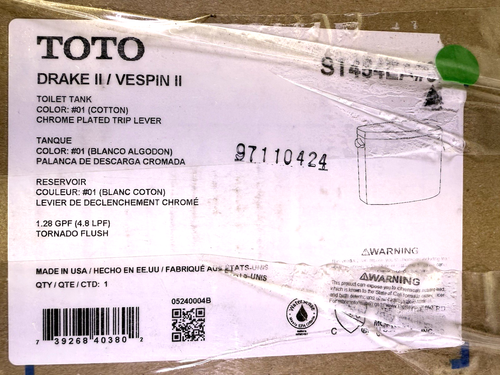 TOTO
DRAKE II / VESPIN II
TOILET TANK
COLOR: #01 (COTTON)
CHROME PLATED TRIP LEVER
TANQUE
COLOR: #01 (BLANCO ALGODON)
PALANCA DE DESCARGA CROMADA
97110424
RESERVOIR
COULEUR: #01 (BLANC COTON)
LEVIER DE DECLENCHEMENT CHROMÉ
1.28 GPF (4.8 LPF)
TORNADO FLUSH
⚠WARNING
⚠WARNING
MADE IN USA / HECHO EN EE.UU / FABRIQUÉ AUX ÉTATS-UNIS
QTY / QTE / CTD: 1
05240004B
7 39268 40380 2